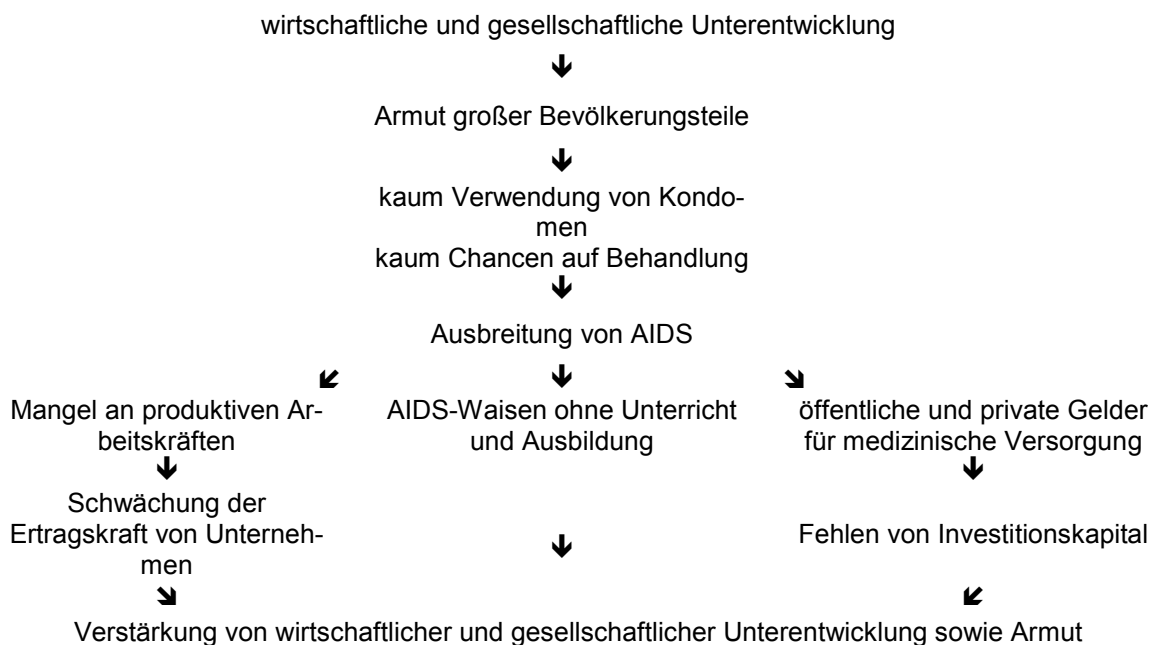 wirtschaftliche und gesellschaftliche Unterentwicklung
Armut großer Bevölkerungsteile
kaum Verwendung von Kondo-
men
kaum Chancen auf Behandlung
Ausbreitung von AIDS
Mangel an produktiven Ar-
beitskräften
AIDS-Waisen ohne Unterricht
und Ausbildung
öffentliche und private Gelder
für medizinische Versorgung
Schwächung der
Ertragskraft von Unterneh-
men
Fehlen von Investitionskapital
Verstärkung von wirtschaftlicher und gesellschaftlicher Unterentwicklung sowie Armut